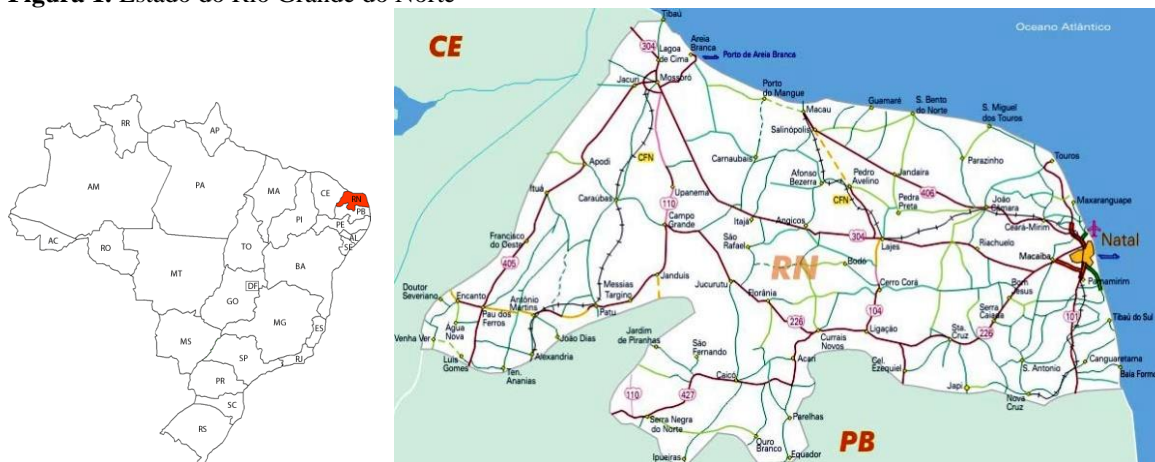 Figura 1. Estado do Rio Grande do Norte
RR
AP
AM
PA
MA
CE
RN
PB
PI
PE
AL
SE
AC
RO
TO
BA
MT
DF
GO
MG
ES
MS
SP
RJ
PR
SC
RS
Tibaú
Oceano Atlântico
CE
304
Areia
Branca
Porto de Areia Branca
Lagoa
de Cima
Jacuri
Mossoró
Porto
do Mangue
Macau
Guamaré
S. Bento
do Norte
S. Miguel
dos Touros
Salinópolis
CFN
Carnaubais
Parazinho
Touros
Apodi
Afonso
Bezerra
Pedro
Avelino
Jandaira
406
Ituá
Caraúbas
Upanema
110
CFN
Pedra
Preta
João
Câmara
Maxaranguape
Campo
Grande
Itajá
Angicos
Ceará-Mirim
Natal
Francisco
do Oeste
São
Rafael
304
Lajes
Riachuelo
Macaiba
405
RN
Bodó
Parnamirim
Doutor
Severiano
Encanto
Antônio
Martins
Messias
Targino
Janduis
Jucurutu
Florânia
Cerro Corá
Bom
Jesus
Serra
Caiada
104
101
Pau dos
Ferros
Patu
226
Ligação
Sta.
Cruz
226
Tibaú do Sul
Água
Nova
João Dias
Jardim
de Piranhas
São
Fernando
Currais
Novos
Venha Ver
Luís
Gomes
Alexandria
Acari
Cel.
Ezequiel
S. Antonio
Canguaretama
Ten.
Ananias
Caicó
Japi
Nova
Cruz
Baia Formo
110
427
Serra Negra
do Norte
Parelhas
Ouro
Branco
PB
Ipueiras
Equador